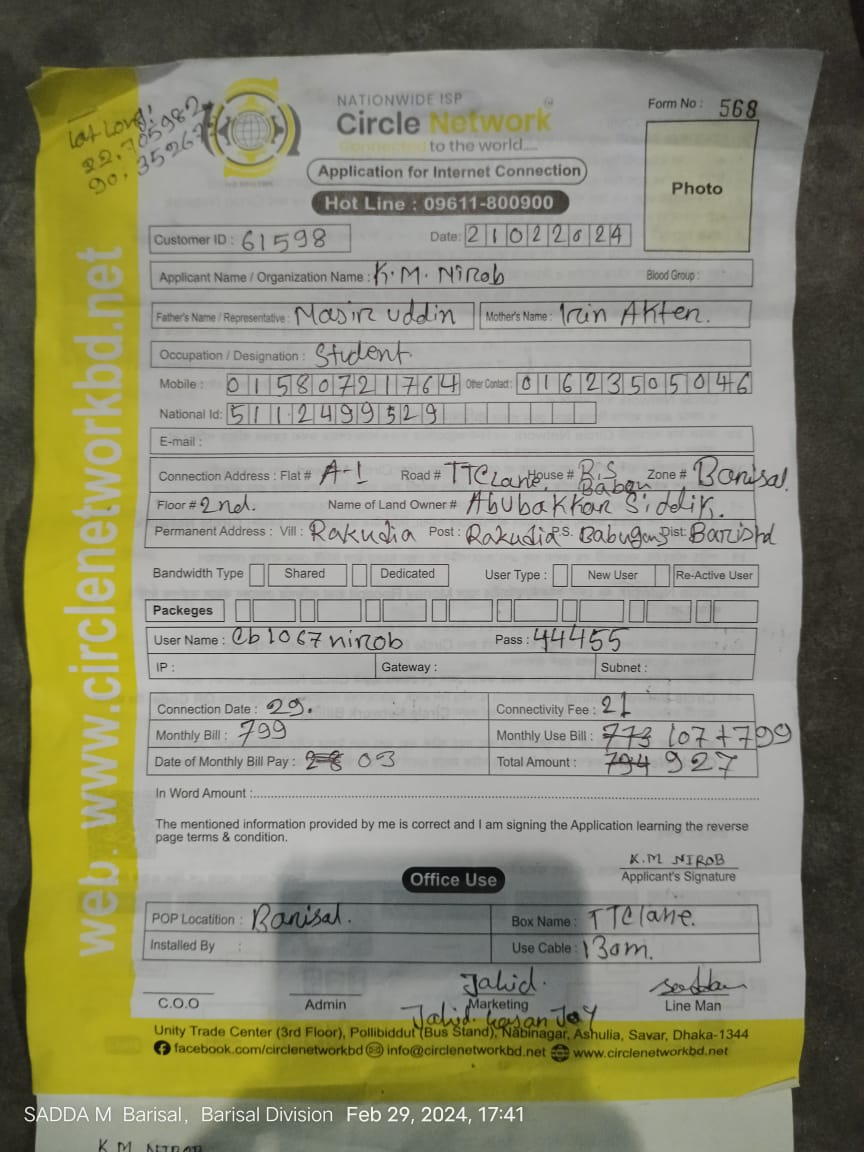 Lat Long:
22.705982
NATIONWIDE ISP
Circle Network
Connected to the world.....
Form No : 568
Application for Internet Connection
Hot Line : 09611-800900
Photo
Customer ID : 61598 Date: 21022024
Applicant Name / Organization Name : K.M. Nirob Blood Group :
Father's Name / Representative : Masir uddin Mother's Name : Irin Akter.
Occupation / Designation : Student.
Mobile : 01580721764 Other Contact : 01623505046
National Id: 5112499529
E-mail :
Connection Address : Flat # A-1 Road # TTC Lane, House # Zone # Barisal.
Floor # 2nd. Name of Land Owner # Abubakkar Siddik.
Permanent Address : Vill : Rakudia Post : Rakudia P.S. Dist:
Bandwidth Type Shared Dedicated User Type : New User Re-Active User
Packeges
User Name : Cb1067nirob Pass : 44455
IP : Gateway : Subnet :
Connection Date : 29. Connectivity Fee : 21
Monthly Bill : 799 Monthly Use Bill : 773 107+799
Date of Monthly Bill Pay : 03 Total Amount : 794 927
In Word Amount :
The mentioned information provided by me is correct and I am signing the Application learning the reverse
page terms & condition.
K.M NIROB
Applicant's Signature
Office Use
POP Locatition : Barisal. Box Name : TTC lane.
Installed By : Use Cable : 130m.
Jahid.
C.O.O Admin Marketing Line Man
Jahid hasan Joy
Unity Trade Center (3rd Floor), Pollibiddut (Bus Stand), Nabinagar, Ashulia, Savar, Dhaka-1344
facebook.com/circlenetworkbd info@circlenetworkbd.net www.circlenetworkbd.net
web: www.circlenetworkbd.net
SADDA M Barisal, Barisal Division Feb 29, 2024, 17:41
K.M NIROB